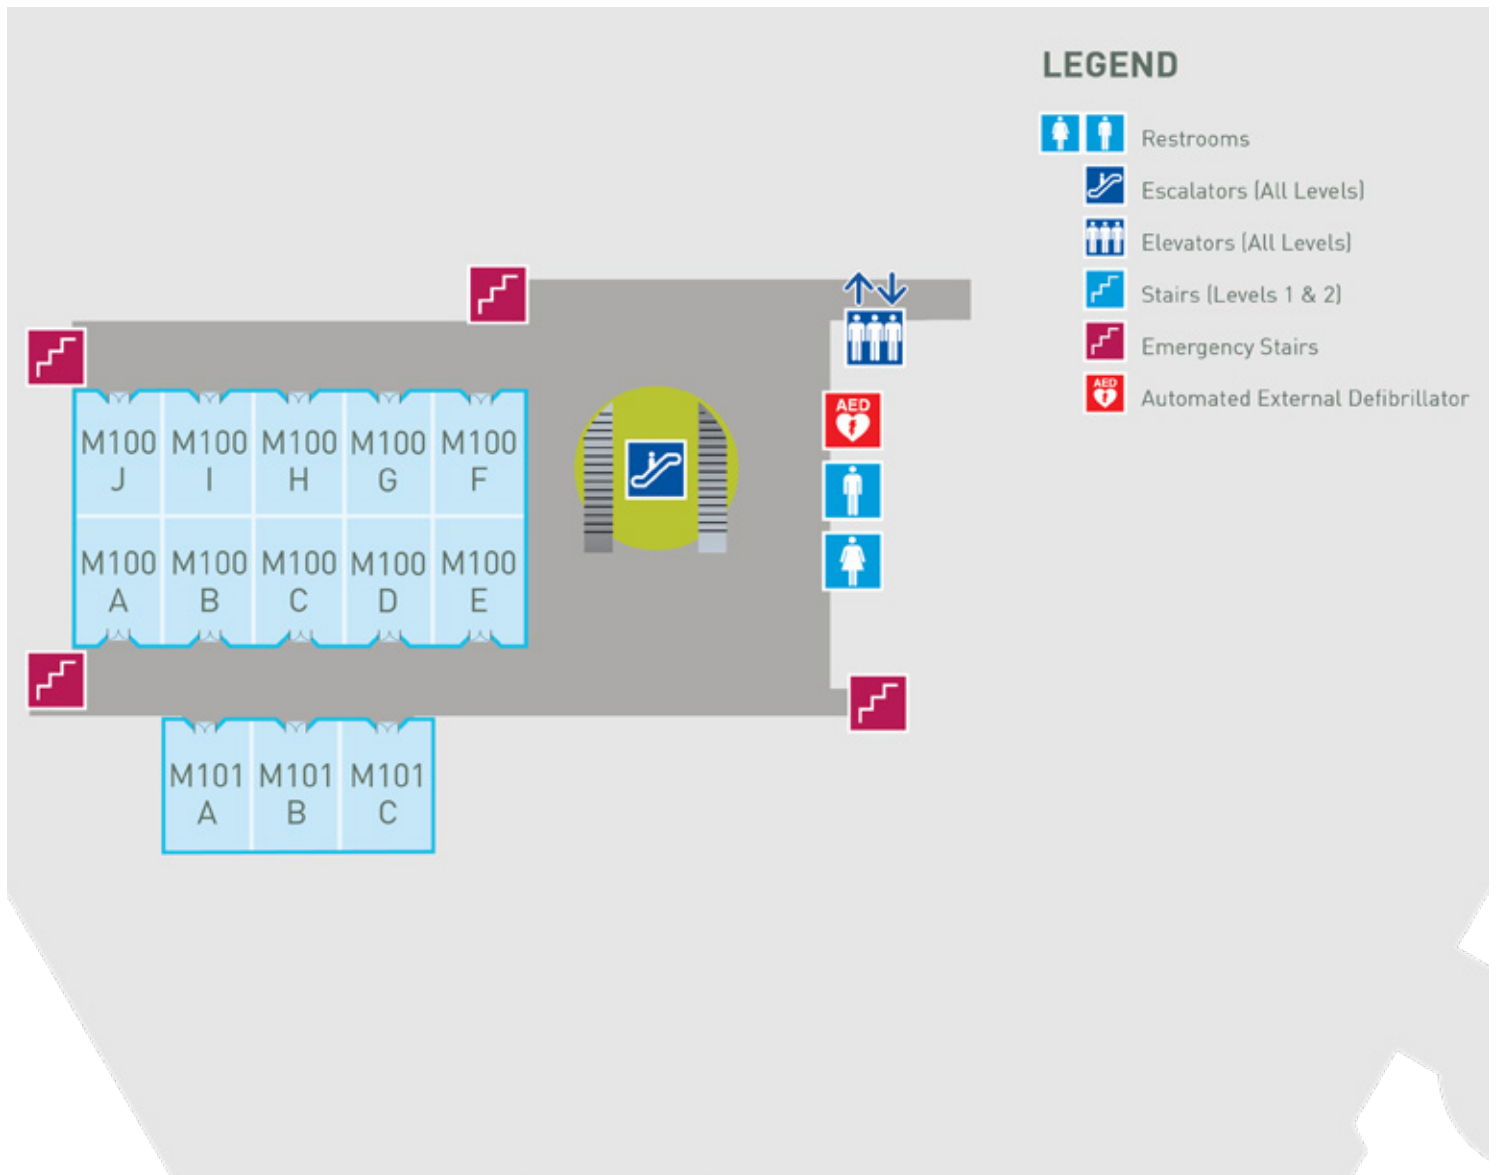 LEGEND
Restrooms
Escalators (All Levels)
Elevators (All Levels)
Stairs (Levels 1 & 2)
Emergency Stairs
AED
Automated External Defibrillator
AED
M100 M100 M100 M100 M100
J I H G F
M100 M100 M100 M100 M100
A B C D E
M101 M101 M101
A B C